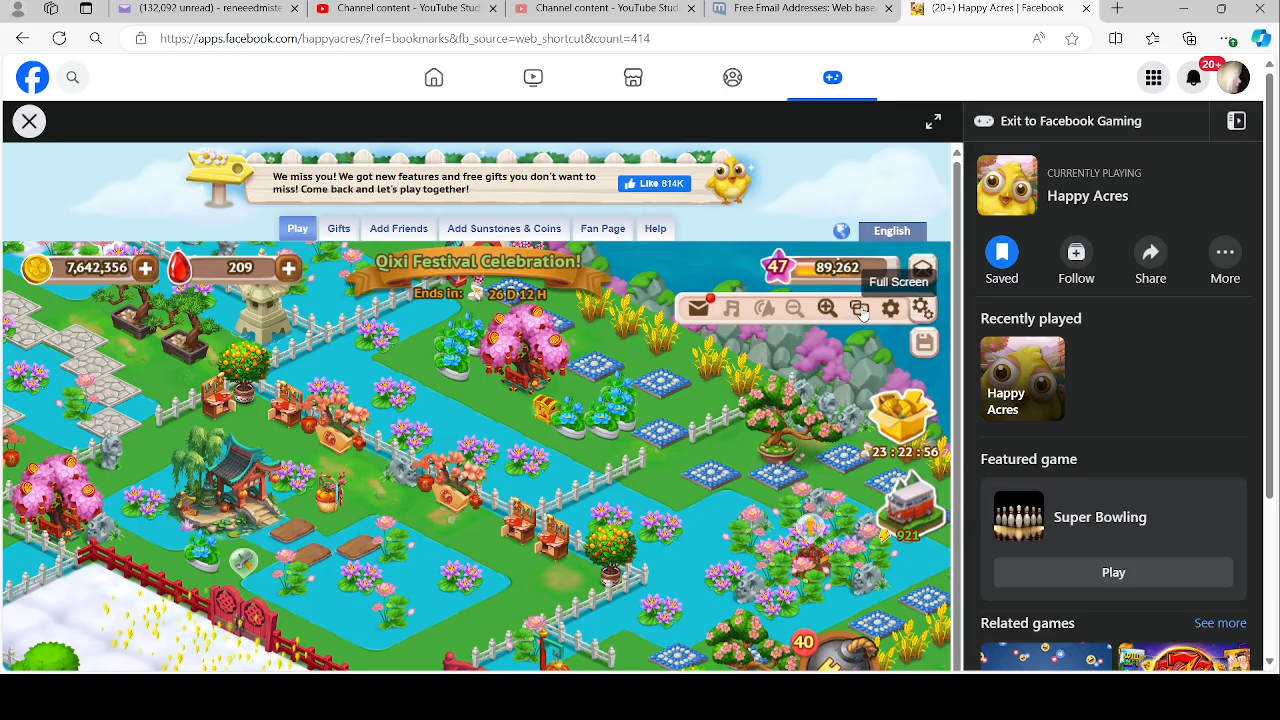 (132,092 unread) - reneeedmister
Channel content - YouTube Studi
Channel content - YouTube Studi
Free Email Addresses: Web base
(20+) Happy Acres | Facebook
https://apps.facebook.com/happyacres/?ref=bookmarks&fb_source=web_shortcut&count=414
20+
Exit to Facebook Gaming
We miss you! We got new features and free gifts you don't want to
miss! Come back and let's play together!
Like 814K
CURRENTLY PLAYING
Happy Acres
Play
Gifts
Add Friends
Add Sunstones & Coins
Fan Page
Help
English
7,642,356
209
Qixi Festival Celebration!
Ends in: 26 D 12 H
47
89,262
Full Screen
Saved
Follow
Share
More
Recently played
Happy
Acres
23:22:56
921
40
Featured game
Super Bowling
Play
Related games
See more